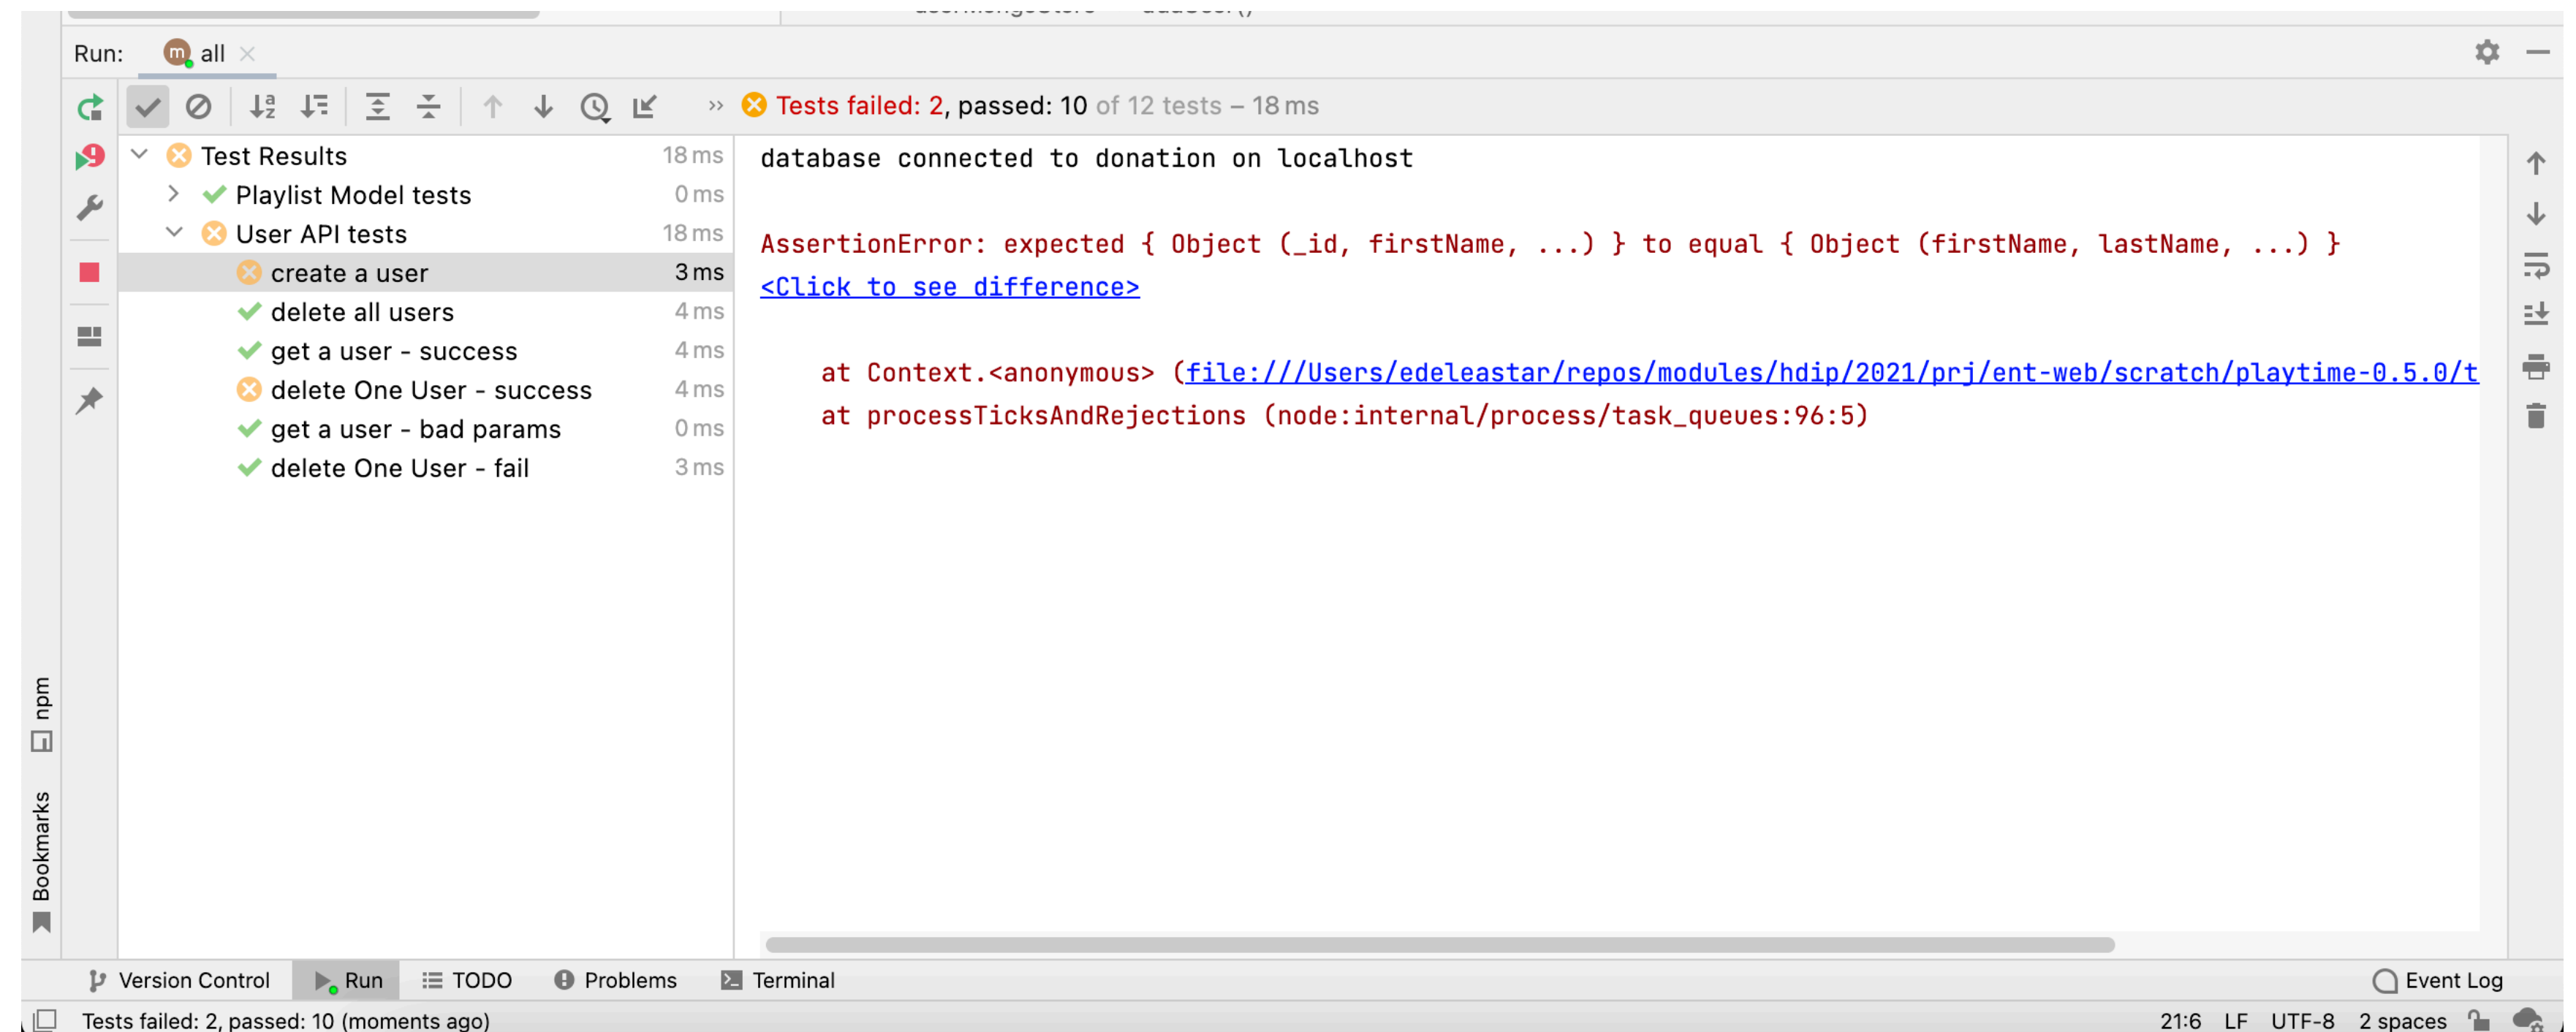 Run: m all
Tests failed: 2, passed: 10 of 12 tests – 18 ms
Test Results 18 ms
Playlist Model tests 0 ms
User API tests 18 ms
create a user 3 ms
delete all users 4 ms
get a user - success 4 ms
delete One User - success 4 ms
get a user - bad params 0 ms
delete One User - fail 3 ms
database connected to donation on localhost
AssertionError: expected { Object (_id, firstName, ...) } to equal { Object (firstName, lastName, ...) }
<Click to see difference>
at Context.<anonymous> (file:///Users/edeleastar/repos/modules/hdip/2021/prj/ent-web/scratch/playtime-0.5.0/t
at processTicksAndRejections (node:internal/process/task_queues:96:5)
npm
Bookmarks
Version Control Run TODO Problems Terminal Event Log
Tests failed: 2, passed: 10 (moments ago) 21:6 LF UTF-8 2 spaces